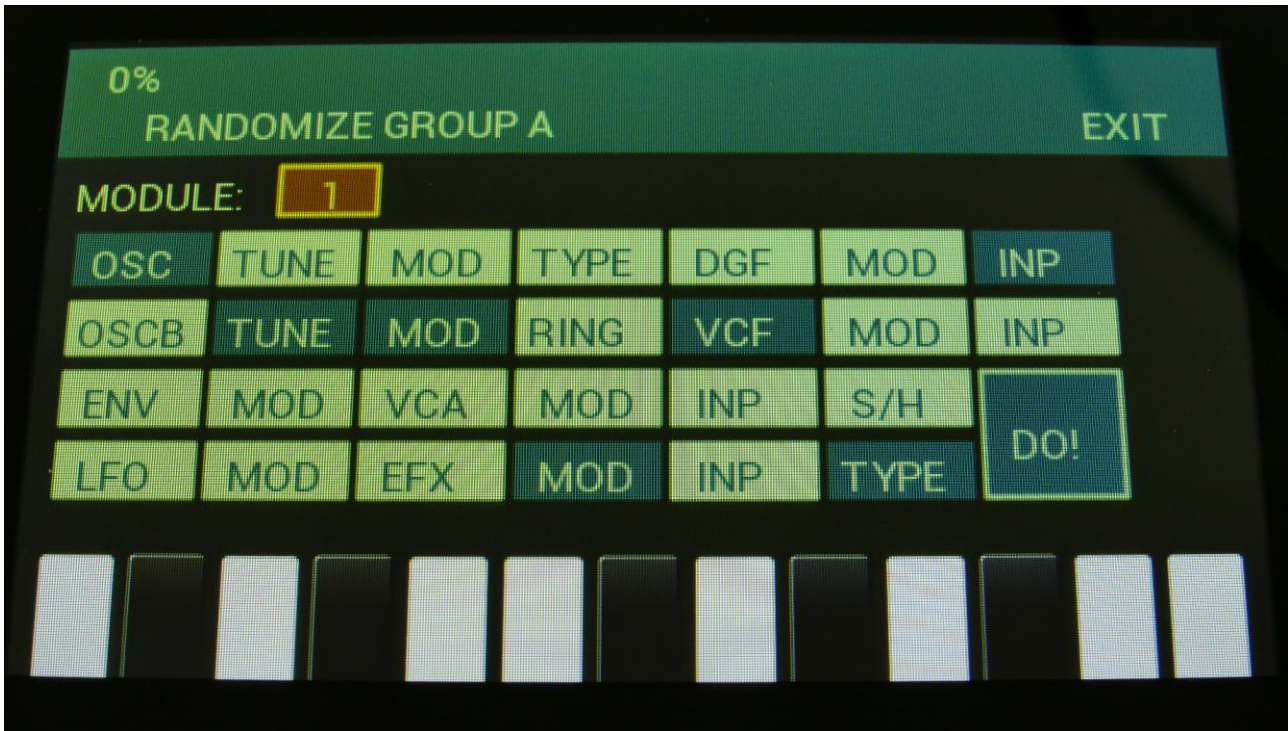 0%
RANDOMIZE GROUP A EXIT
MODULE: 1
OSC TUNE MOD TYPE DGF MOD INP
OSCB TUNE MOD RING VCF MOD INP
ENV MOD VCA MOD INP S/H
DO!
LFO MOD EFX MOD INP TYPE